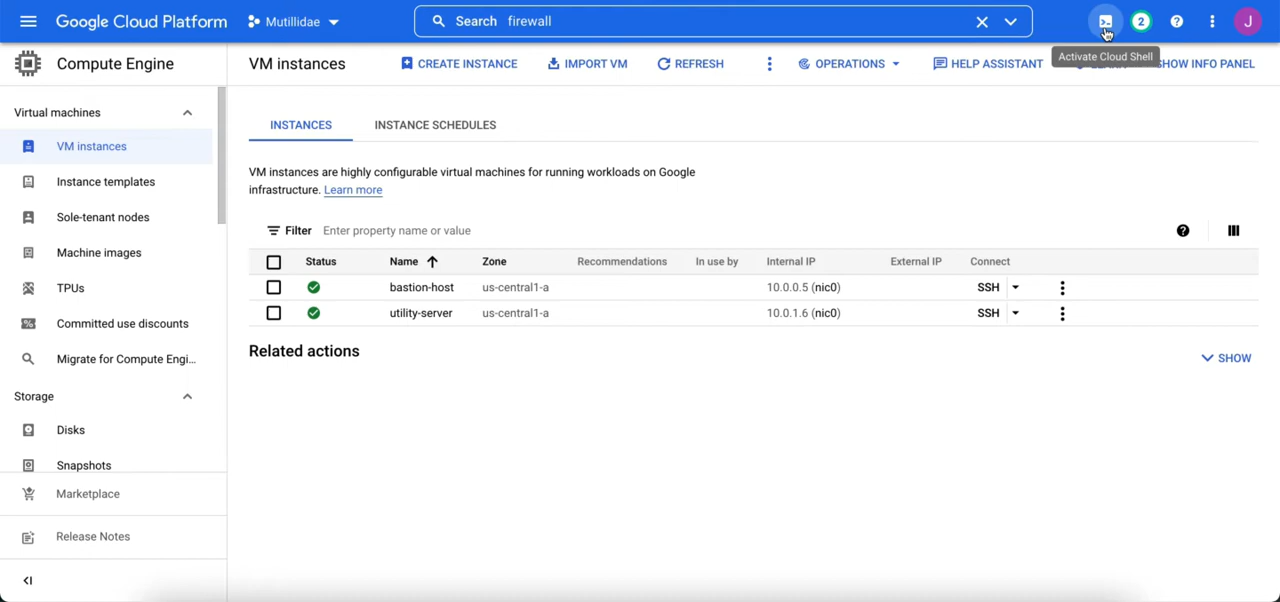 Google Cloud Platform Mutillidae Search firewall 2 J
Activate Cloud Shell
Compute Engine VM instances CREATE INSTANCE IMPORT VM REFRESH OPERATIONS HELP ASSISTANT SHOW INFO PANEL
Virtual machines
VM instances
Instance templates
Sole-tenant nodes
Machine images
TPUs
Committed use discounts
Migrate for Compute Engi...
Storage
Disks
Snapshots
Marketplace
Release Notes
INSTANCES INSTANCE SCHEDULES
VM instances are highly configurable virtual machines for running workloads on Google
infrastructure. Learn more
Filter Enter property name or value
Status Name Zone Recommendations In use by Internal IP External IP Connect
bastion-host us-central1-a 10.0.0.5 (nic0) SSH
utility-server us-central1-a 10.0.1.6 (nic0) SSH
Related actions
SHOW